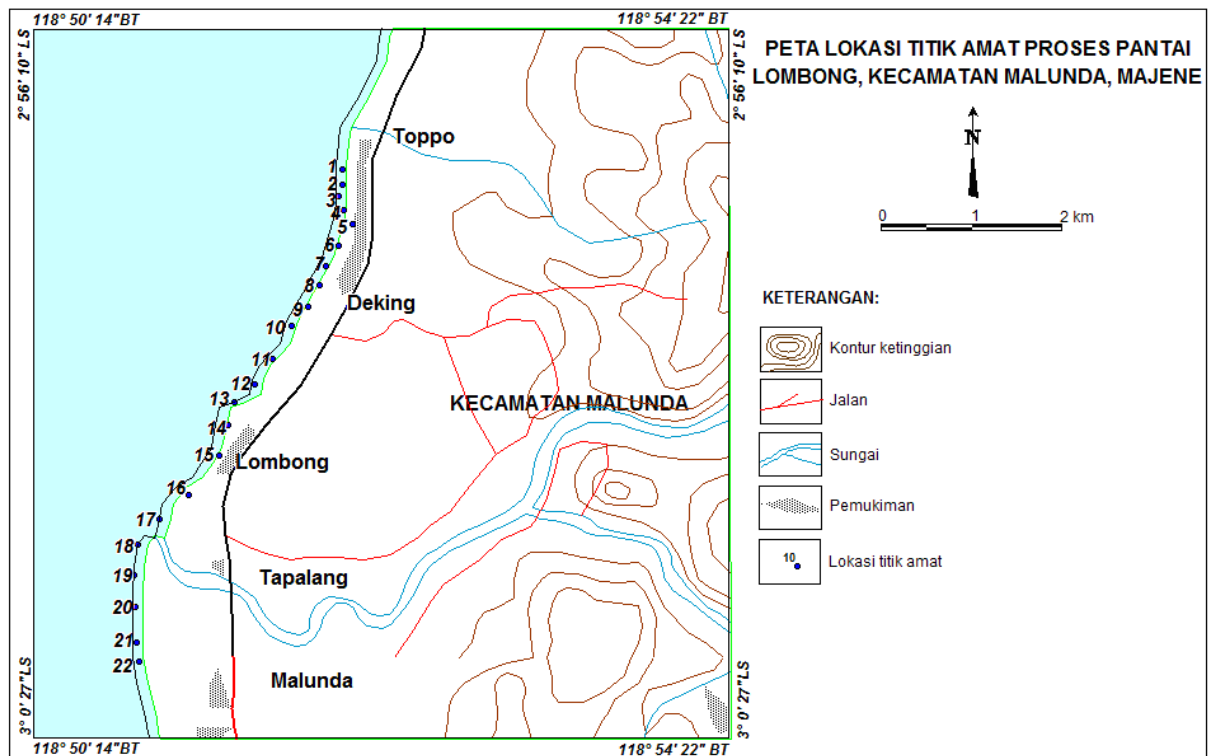 118° 50' 14"BT
118° 54' 22" BT
2° 56' 10" LS
2° 56' 10" LS
PETA LOKASI TITIK AMAT PROSES PANTAI
LOMBONG, KECAMATAN MALUNDA, MAJENE
N
0 1 2 km
Toppo
1
2
3
4
5
6
7
8
9
Deking
10
11
12
13
KECAMATAN MALUNDA
14
15
Lombong
16
17
18
19
Tapalang
20
21
22
Malunda
KETERANGAN:
Kontur ketinggian
Jalan
Sungai
Pemukiman
10
Lokasi titik amat
3° 0' 27"LS
3° 0' 27" LS
118° 50' 14"BT
118° 54' 22" BT